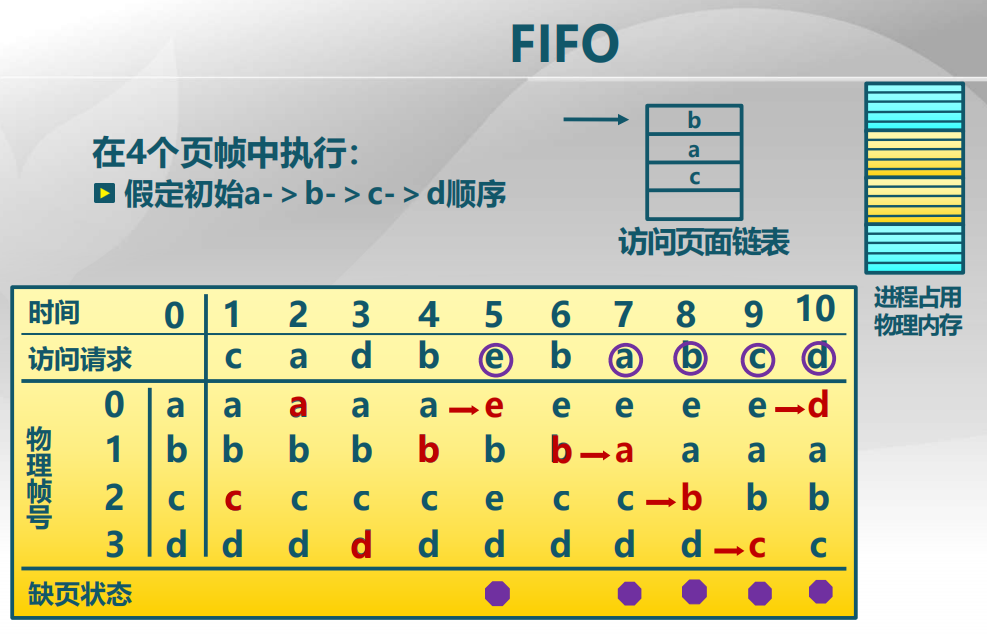 FIFO
在4个页帧中执行：
假定初始a->b->c->d顺序
b
a
c
访问页面链表
进程占用
物理内存
时间 0 1 2 3 4 5 6 7 8 9 10
访问请求 c a d b e b a b c d
物理帧号
0 a a a a a e e e e e d
1 b b b b b b b a a a a
2 c c c c c e c c b b b
3 d d d d d d d d d c c
缺页状态